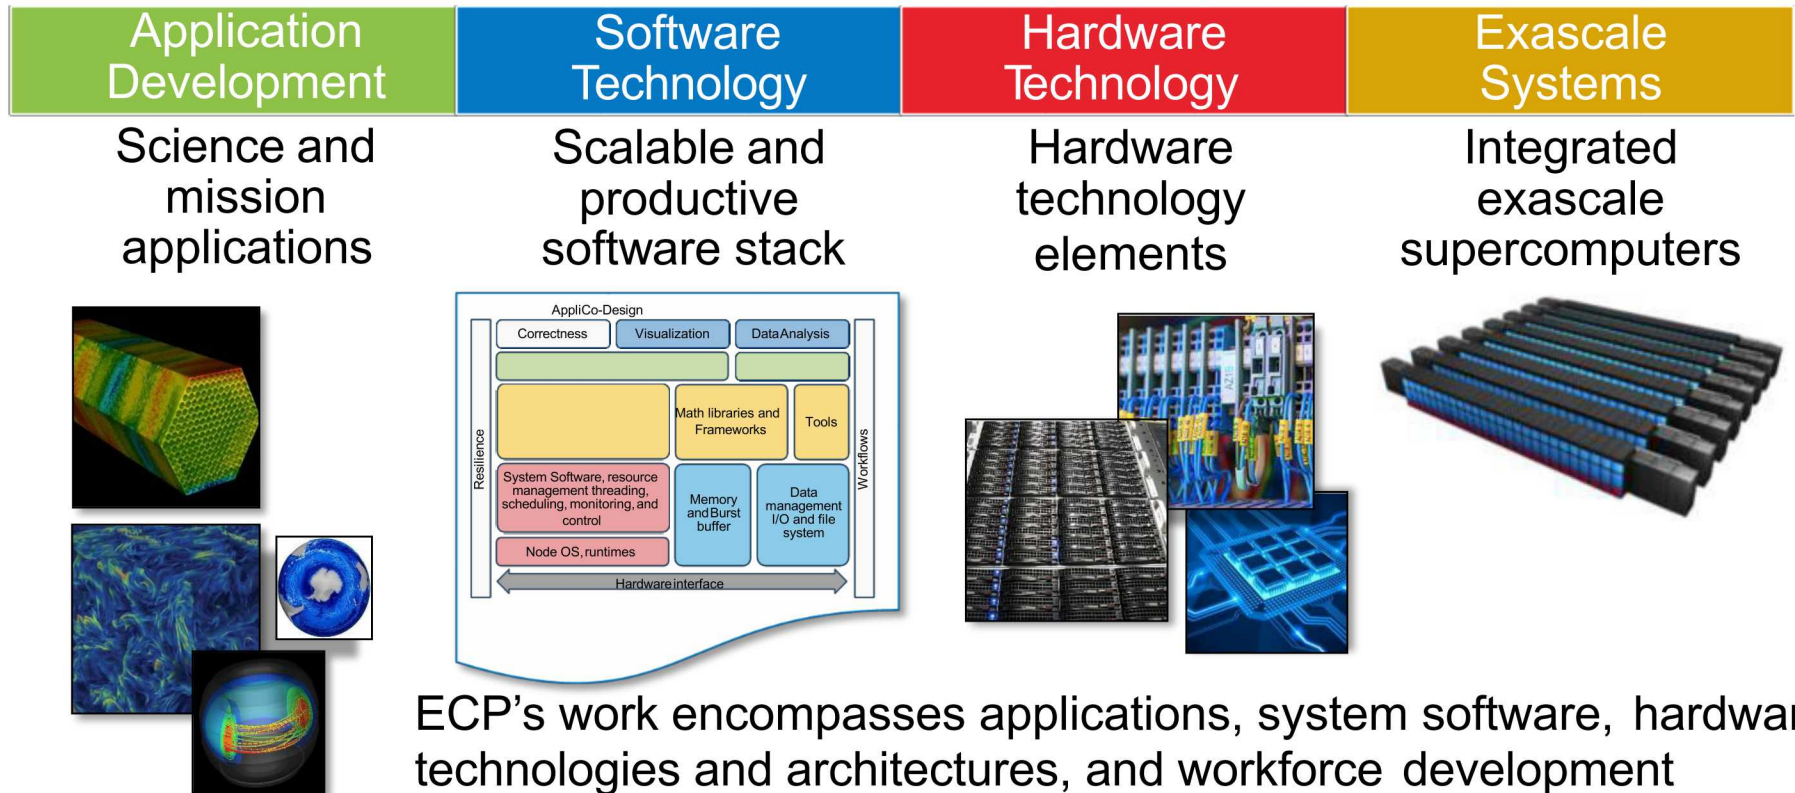 Application
Development
Software
Technology
Hardware
Technology
Exascale
Systems
Science and
mission
applications
Scalable and
productive
software stack
Hardware
technology
elements
Integrated
exascale
supercomputers
AppliCo-Design
Correctness
Visualization
DataAnalysis
Resilience
Workflows
Math libraries and
Frameworks
Tools
System Software, resource
management threading,
scheduling, monitoring, and
control
Memory
and Burst
buffer
Data
management
I/O and file
system
Node OS, runtimes
Hardware interface
AZ19
ECP’s work encompasses applications, system software, hardwar
technologies and architectures, and workforce development